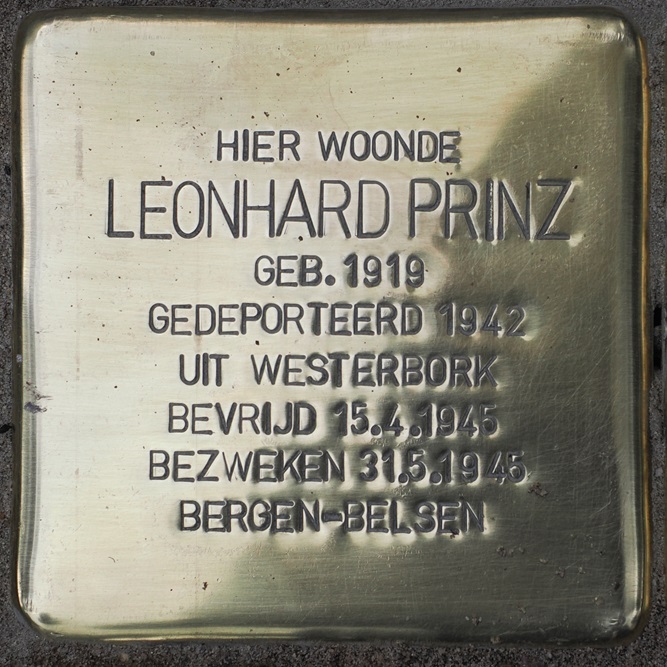 HIER WOONDE
LEONHARD PRINZ
GEB. 1919
GEDEPORTEERD 1942
UIT WESTERBORK
BEVRIJD 15.4.1945
BEZWEKEN 31.5.1945
BERGEN-BELSEN